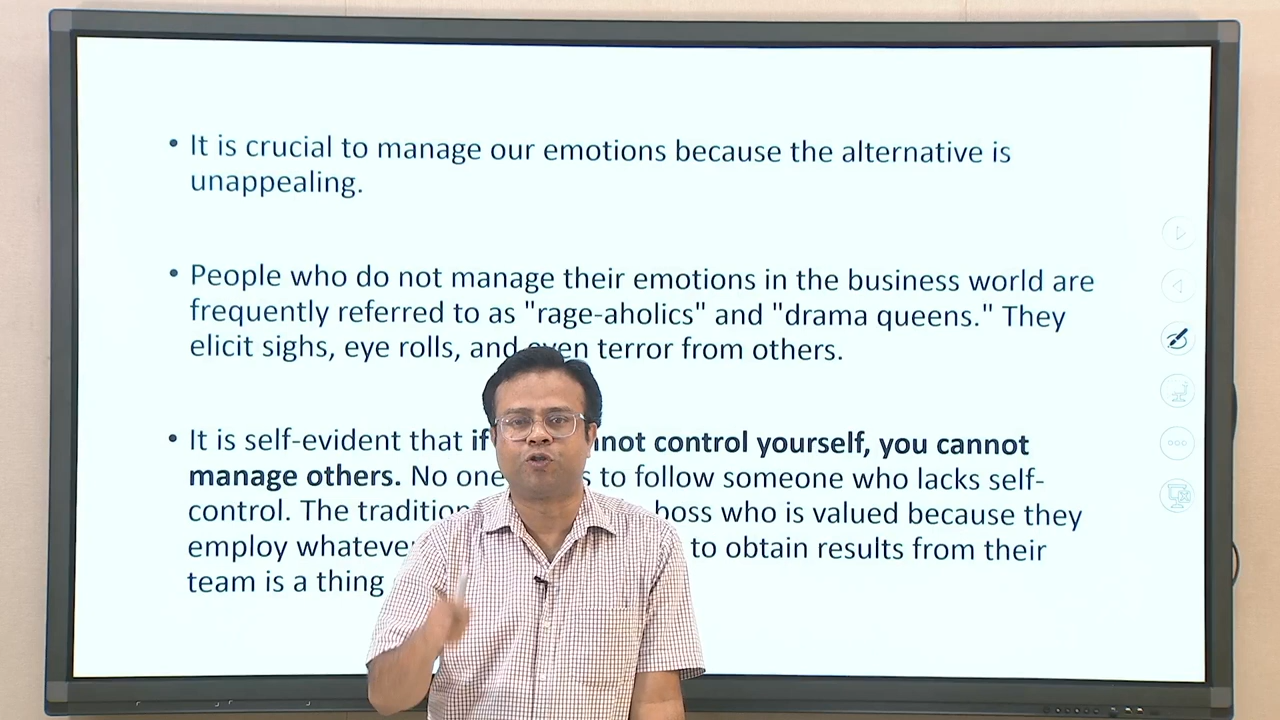 • It is crucial to manage our emotions because the alternative is
unappealing.
• People who do not manage their emotions in the business world are
frequently referred to as "rage-aholics" and "drama queens." They
elicit sighs, eye rolls, and even terror from others.
• It is self-evident that if control yourself, you cannot
manage others. No one to follow someone who lacks self-
control. The boss who is valued because they
employ to obtain results from their
team is a thing